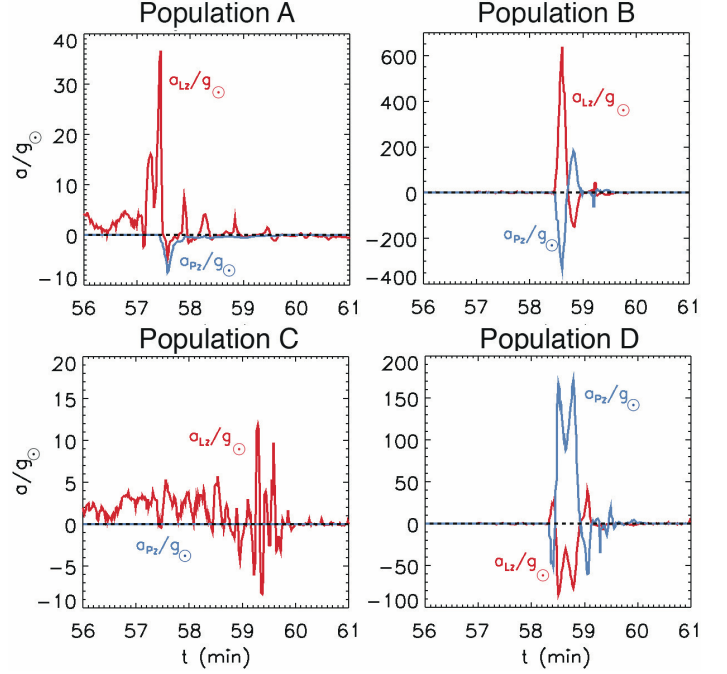 Population A
Population B
40
30
20
10
0
−10
a/g☉
aLz/g☉
aPz/g☉
56 57 58 59 60 61
600
400
200
0
−200
−400
aLz/g☉
aPz/g☉
56 57 58 59 60 61
Population C
Population D
20
15
10
5
0
−5
−10
a/g☉
aLz/g☉
aPz/g☉
56 57 58 59 60 61
t (min)
200
150
100
50
0
−50
−100
aPz/g☉
aLz/g☉
56 57 58 59 60 61
t (min)